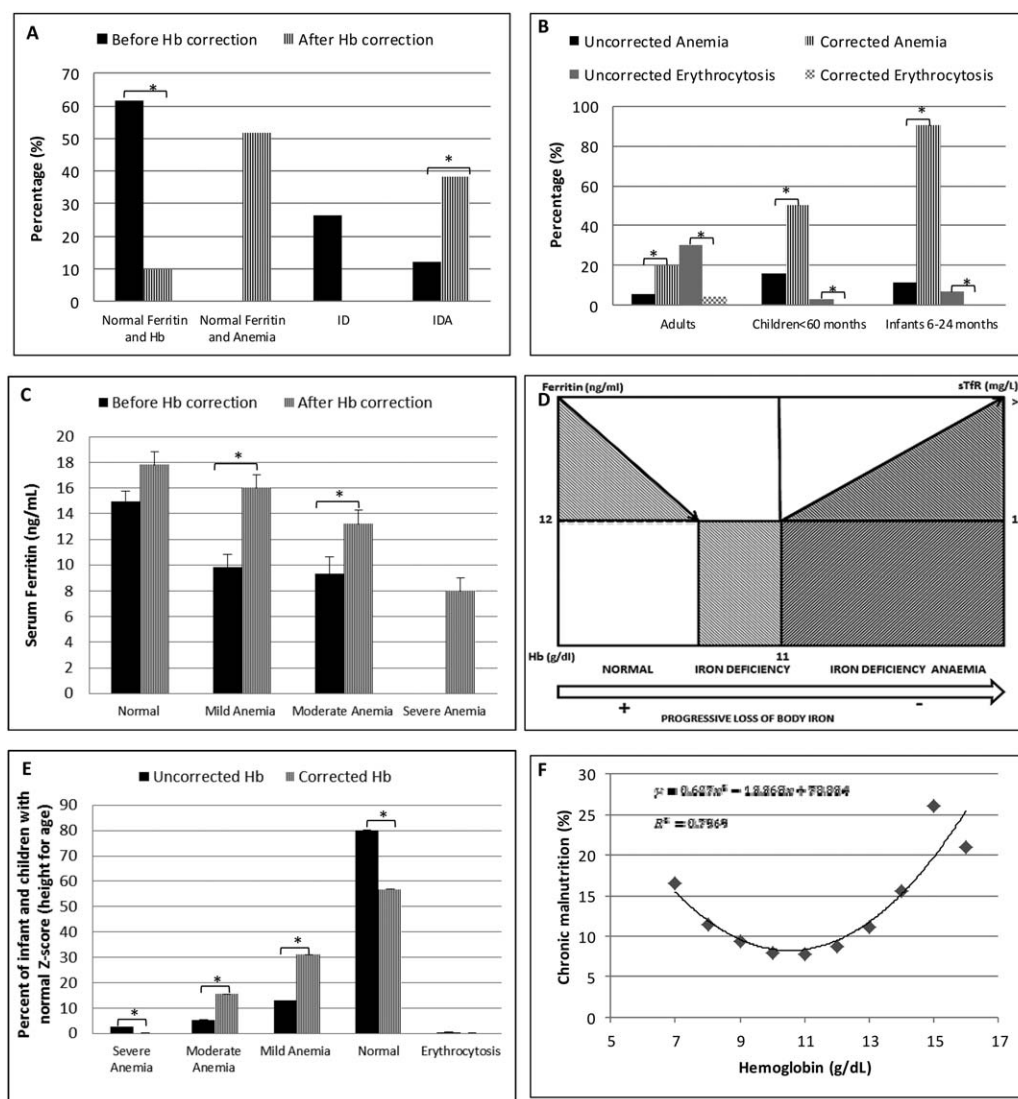 A
Before Hb correction After Hb correction
*
*
70
60
50
40
30
20
10
0
Percentage (%)
Normal Ferritin and Hb
Normal Ferritin and Anemia
ID
IDA
B
Uncorrected Anemia Corrected Anemia
Uncorrected Erythrocytosis Corrected Erythrocytosis
*
*
*
*
*
*
100
80
60
40
20
0
Percentage (%)
Adults Children<60 months Infants 6-24 months
C
Before Hb correction After Hb correction
*
*
20
18
16
14
12
10
8
6
4
2
0
Serum Ferritin (ng/mL)
Normal Mild Anemia Moderate Anemia Severe Anemia
D
Ferritin (ng/ml) sTfR (mg/L)
>
12 1
Hb (g/dl) 11
NORMAL IRON DEFICIENCY IRON DEFICIENCY ANAEMIA
+ -
PROGRESSIVE LOSS OF BODY IRON
E
Uncorrected Hb Corrected Hb
*
*
*
*
90
80
70
60
50
40
30
20
10
0
Percent of infant and children with
normal Z-score (height for age)
Severe Anemia
Moderate Anemia
Mild Anemia
Normal
Erythrocytosis
F
30
25
20
15
10
5
0
Chronic malnutrition (%)
5 7 9 11 13 15 17
Hemoglobin (g/dL)